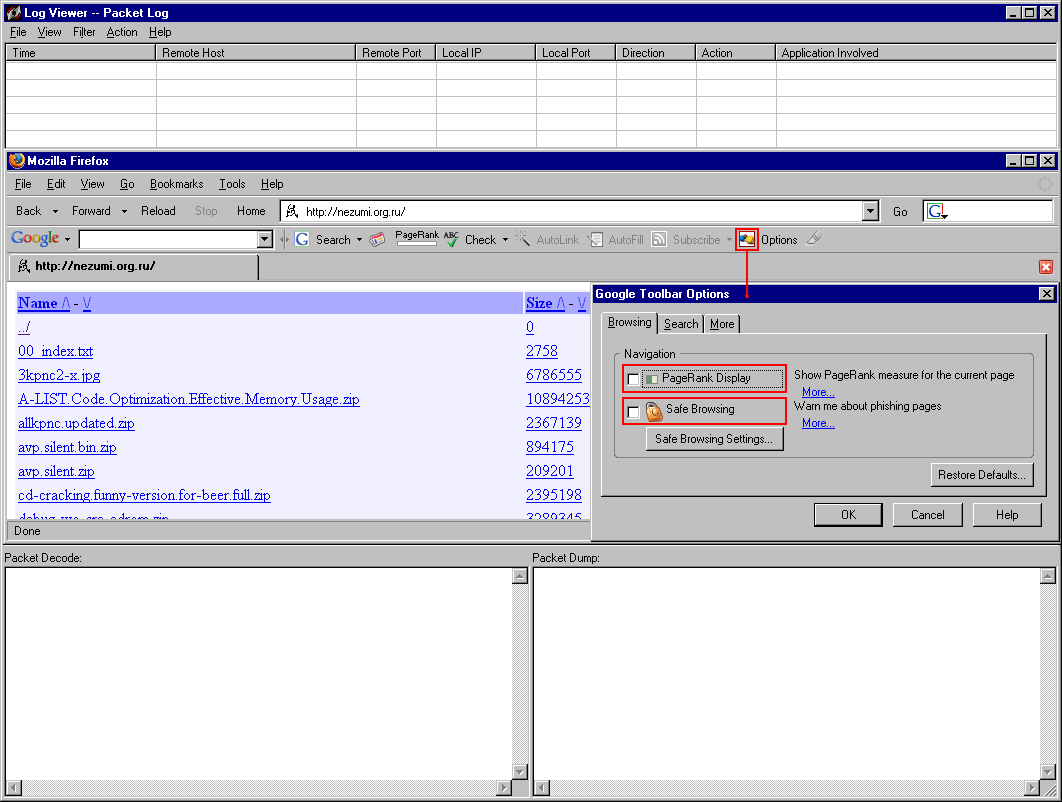 Log Viewer -- Packet Log
File View Filter Action Help
Time Remote Host Remote Port Local IP Local Port Direction Action Application Involved
Mozilla Firefox
File Edit View Go Bookmarks Tools Help
Back Forward Reload Stop Home http://nezumi.org.ru/ Go G
Google G Search PageRank ABC Check AutoLink AutoFill Subscribe Options
http://nezumi.org.ru/
Name /\ - \/ Size /\ - \/
../ 0
00_index.txt 2758
3kpnc2-x.jpg 6786555
A-LIST.Code.Optimization.Effective.Memory.Usage.zip 10894253
allkpnc.updated.zip 2367139
avp.silent.bin.zip 894175
avp.silent.zip 209201
cd-cracking.funny-version.for-beer.full.zip 2395198
3289345
Done
Google Toolbar Options
Browsing Search More
Navigation
PageRank Display Show PageRank measure for the current page
More...
Safe Browsing Warn me about phishing pages
More...
Safe Browsing Settings...
Restore Defaults...
OK Cancel Help
Packet Decode: Packet Dump: